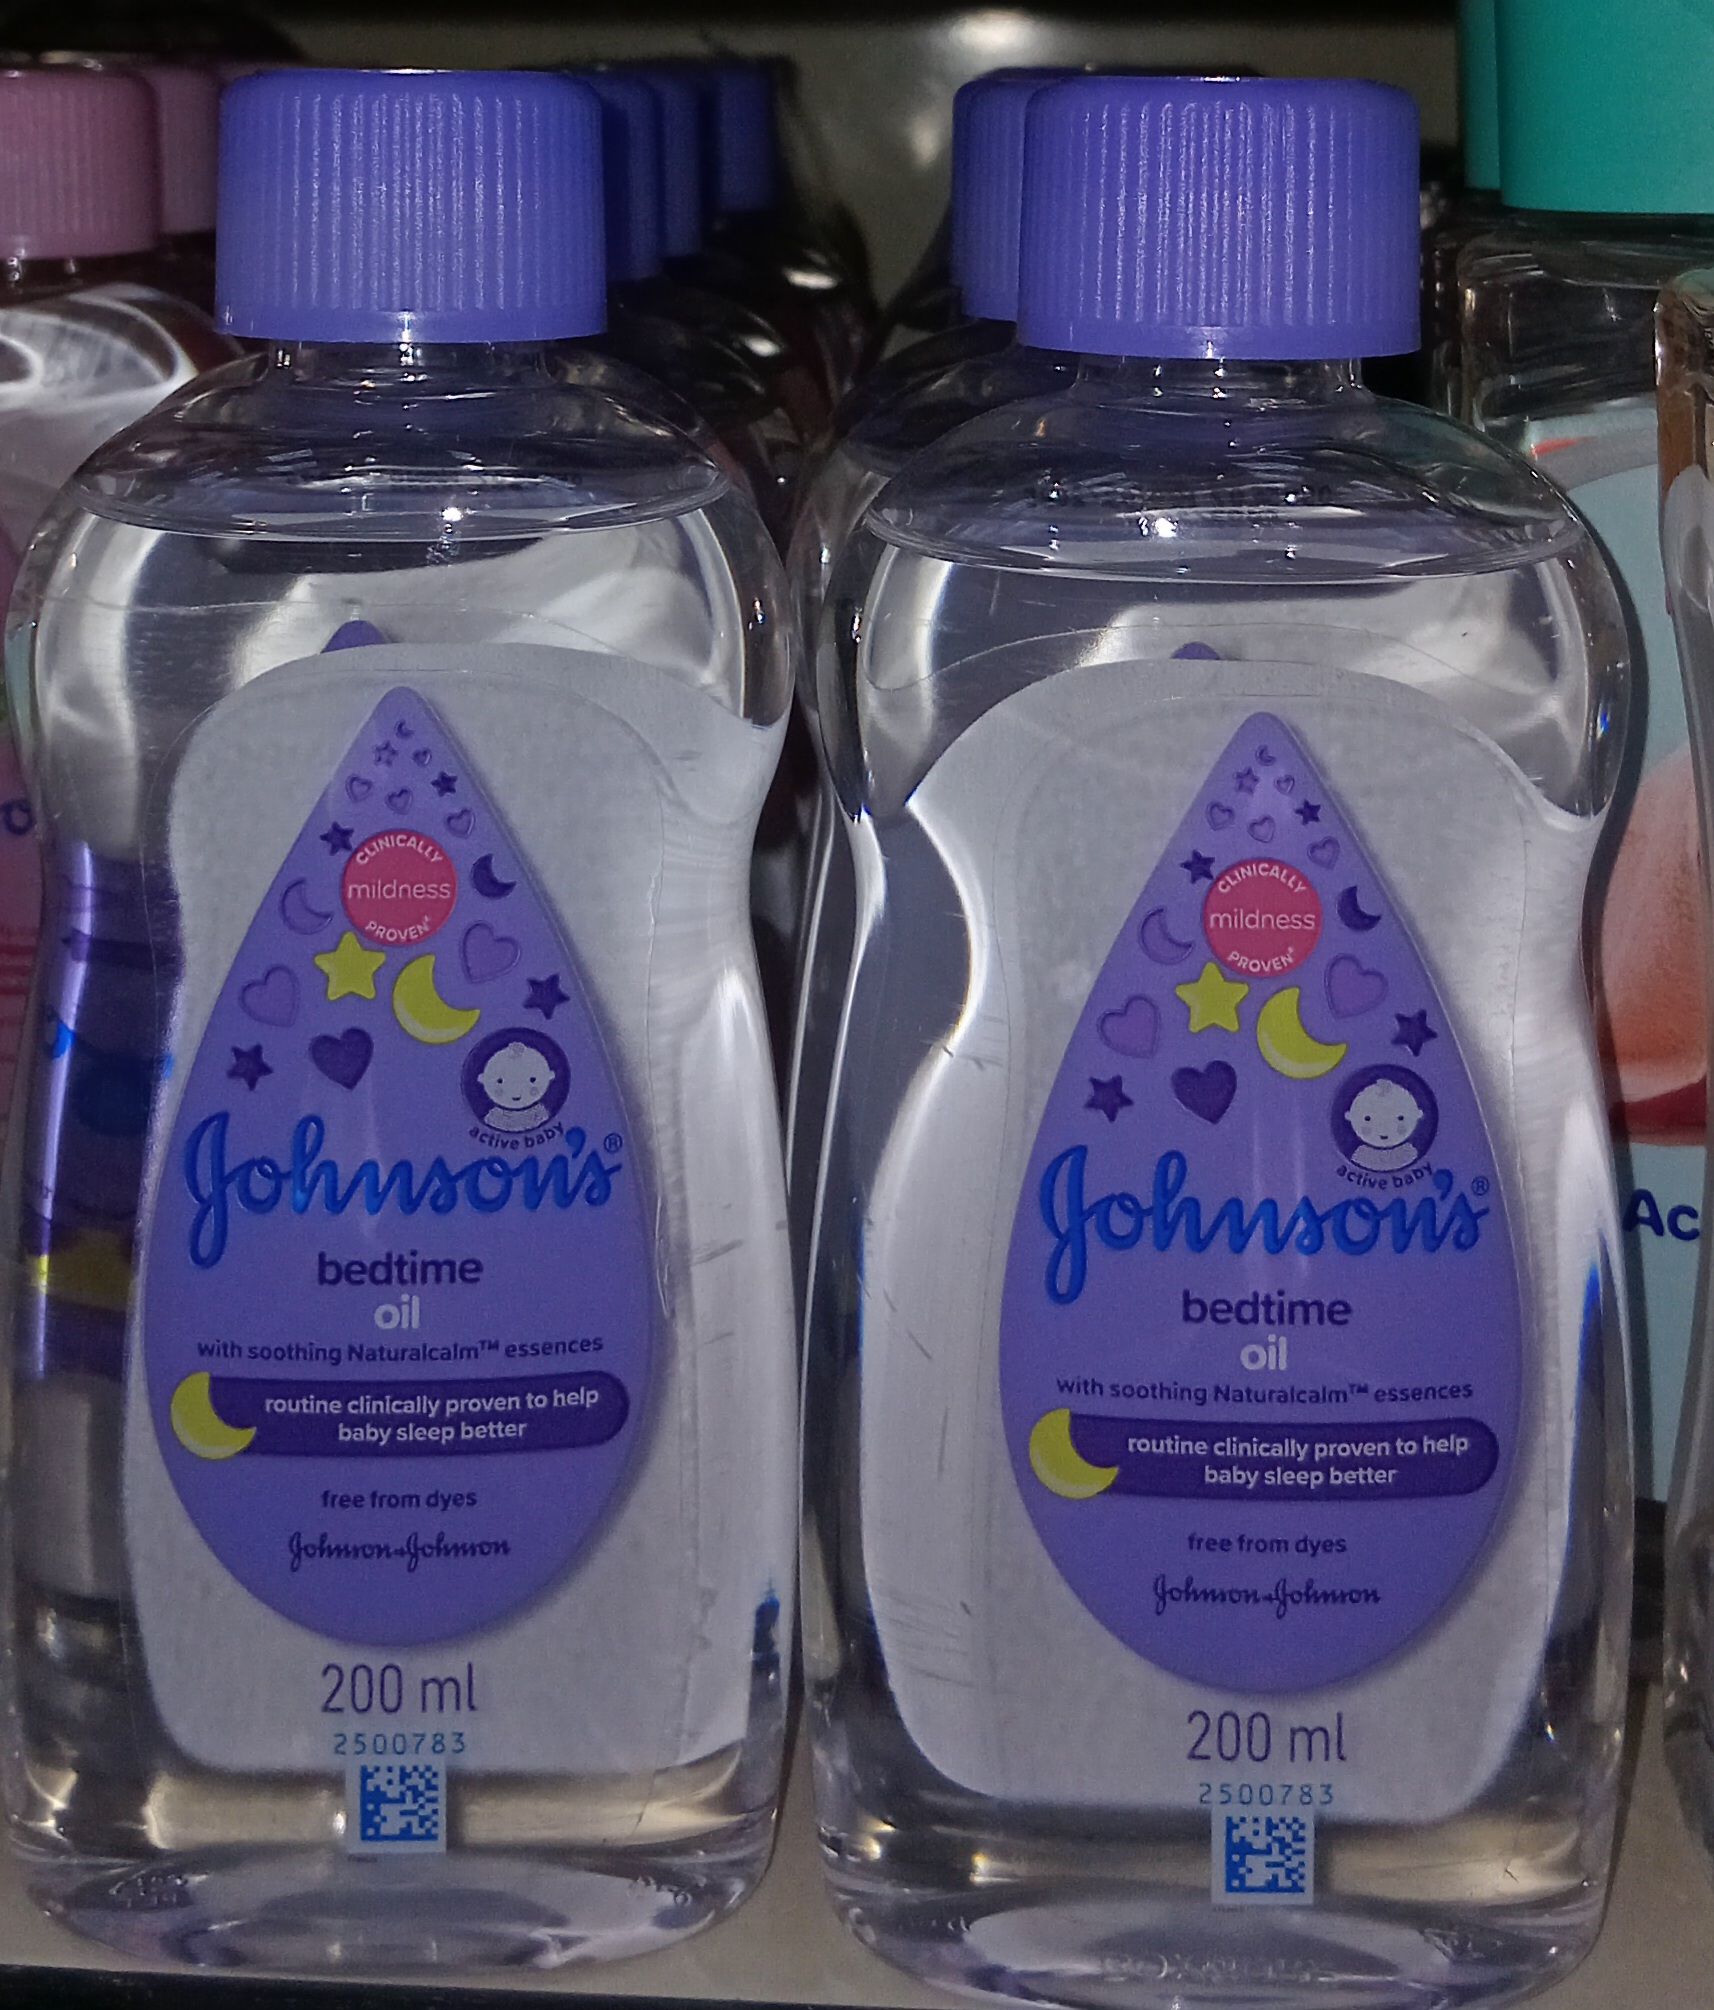 CLINICALLY
mildness
PROVEN*
active baby
Johnson's®
bedtime
oil
with soothing Naturalcalm™ essences
routine clinically proven to help
baby sleep better
free from dyes
Johnson+Johnson
200 ml
2500783
CLINICALLY
mildness
PROVEN*
active baby
Johnson's®
bedtime
oil
with soothing Naturalcalm™ essences
routine clinically proven to help
baby sleep better
free from dyes
Johnson+Johnson
200 ml
2500783
Ac